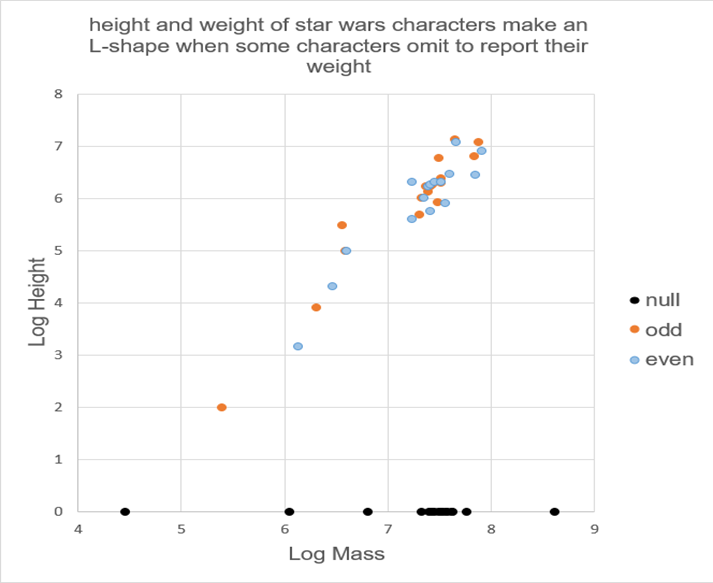 height and weight of star wars characters make an
L-shape when some characters omit to report their
weight
8
7
6
5
4
3
2
1
0
4 5 6 7 8 9
Log Height
Log Mass
null
odd
even